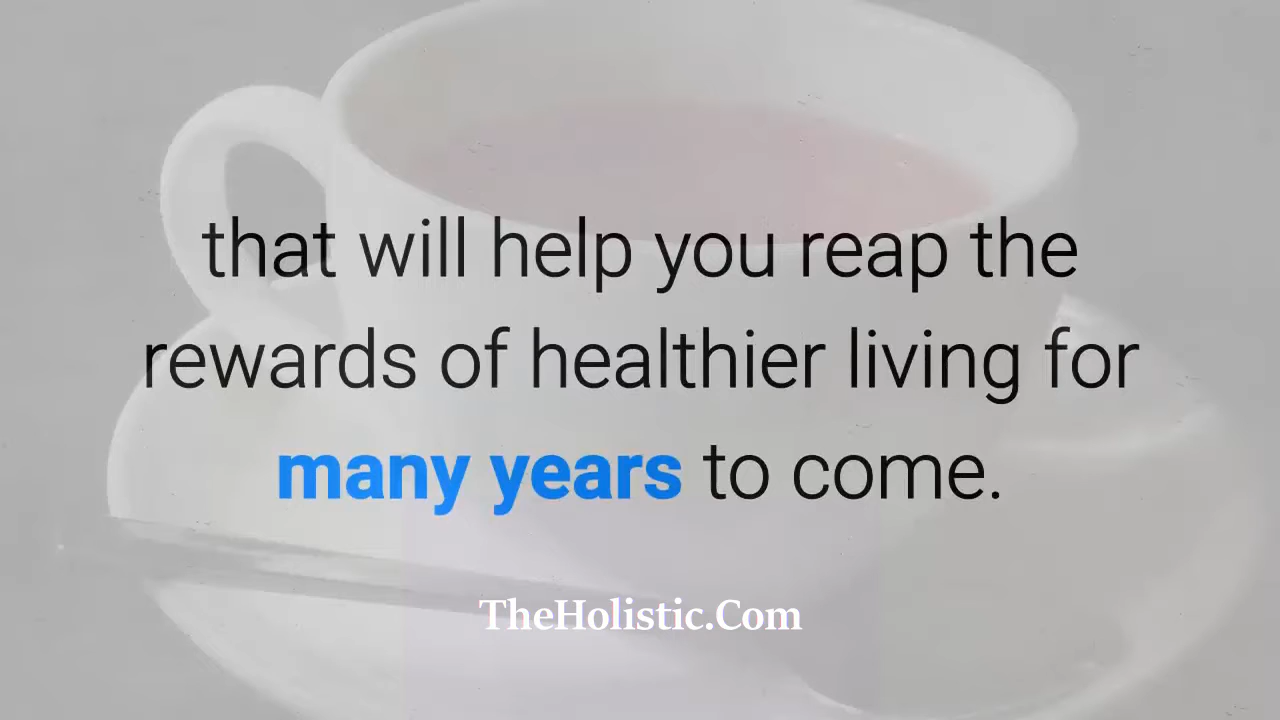 that will help you reap the
rewards of healthier living for
many years to come.
TheHolistic.Com